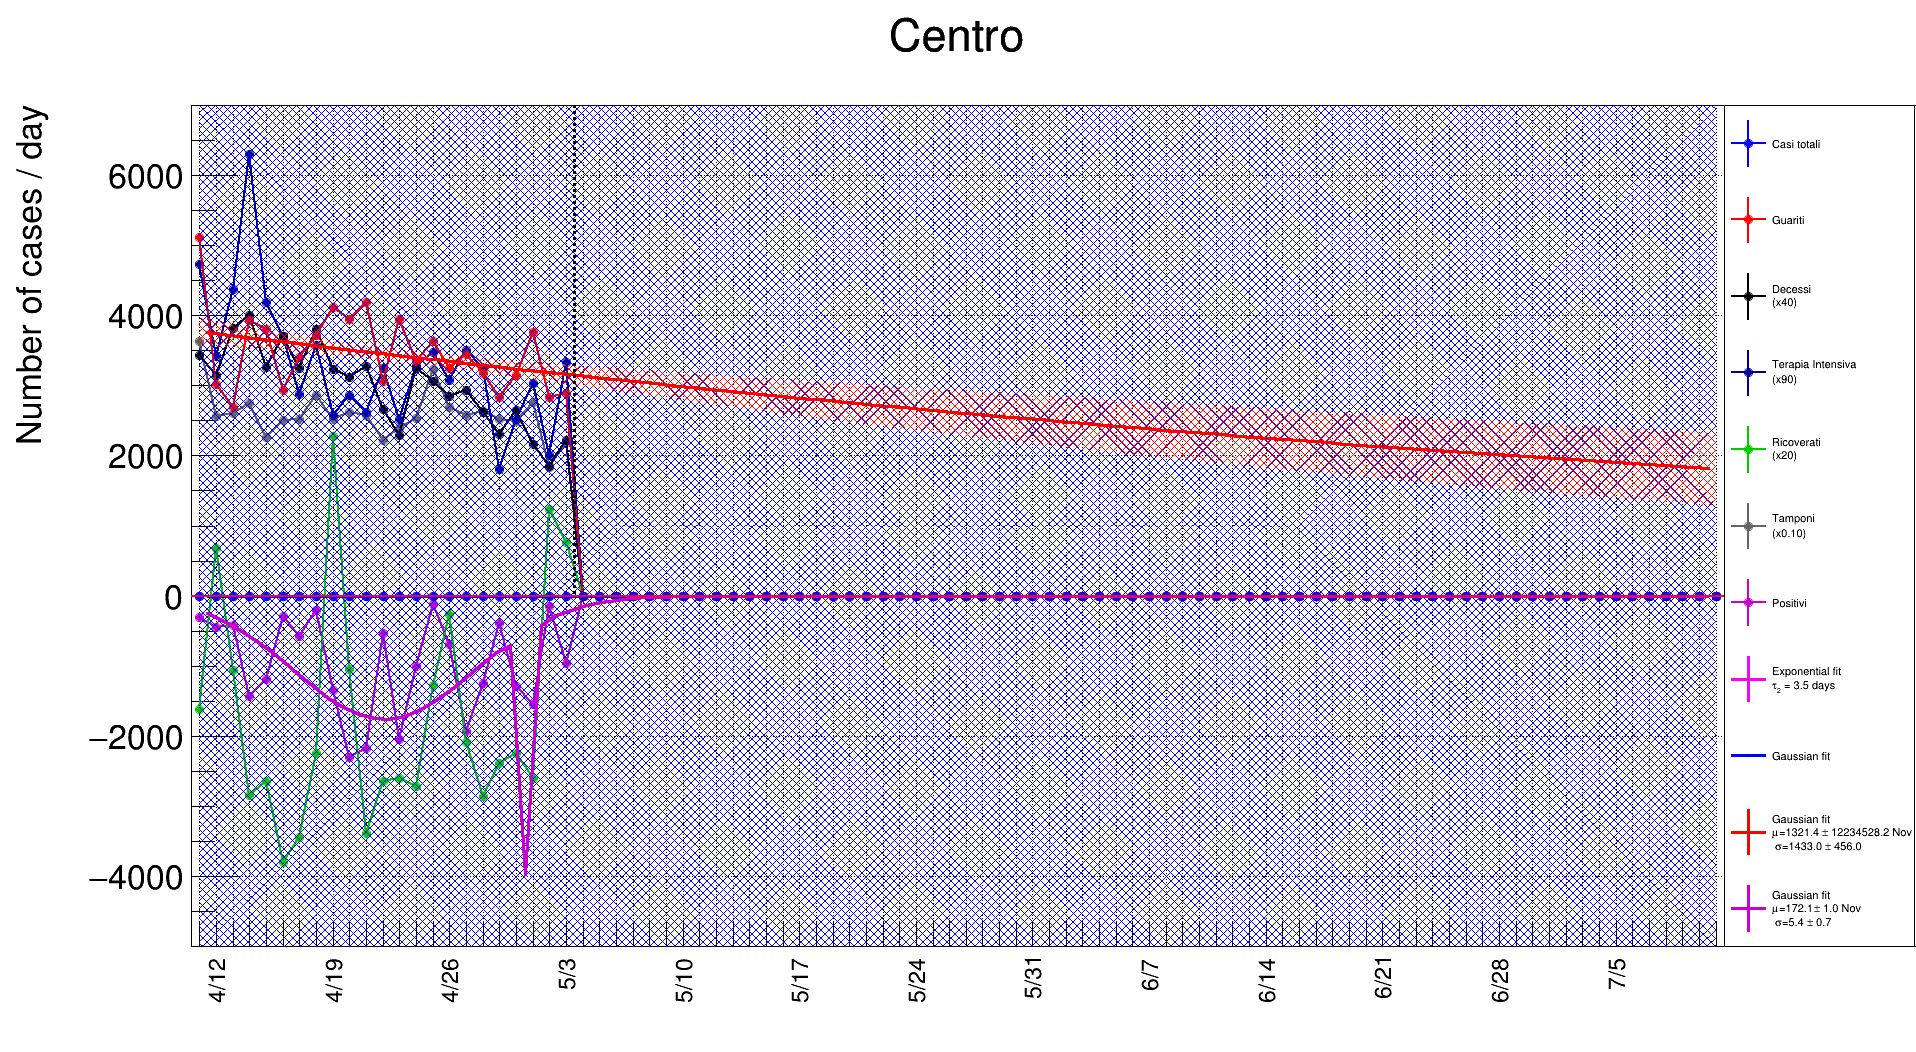 Centro
Number of cases / day
6000
4000
2000
0
−2000
−4000
4/12
4/19
4/26
5/3
5/10
5/17
5/24
5/31
6/7
6/14
6/21
6/28
7/5
Casi totali
Guariti
Decessi
(x40)
Terapia Intensiva
(x90)
Ricoverati
(x20)
Tamponi
(x0.10)
Positivi
Exponential fit
τ₂ = 3.5 days
Gaussian fit
Gaussian fit
μ=1321.4 ± 12234528.2 Nov
σ=1433.0 ± 456.0
Gaussian fit
μ=172.1 ± 1.0 Nov
σ=5.4 ± 0.7